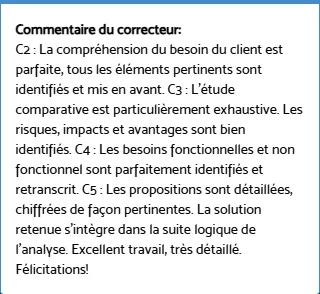 Commentaire du correcteur:
C2 : La compréhension du besoin du client est
parfaite, tous les éléments pertinents sont
identifiés et mis en avant. C3 : L'étude
comparative est particulièrement exhaustive. Les
risques, impacts et avantages sont bien
identifiés. C4 : Les besoins fonctionnelles et non
fonctionnel sont parfaitement identifiés et
retranscrit. C5 : Les propositions sont détaillées,
chiffrées de façon pertinentes. La solution
retenue s'intègre dans la suite logique de
l'analyse. Excellent travail, très détaillé.
Félicitations!